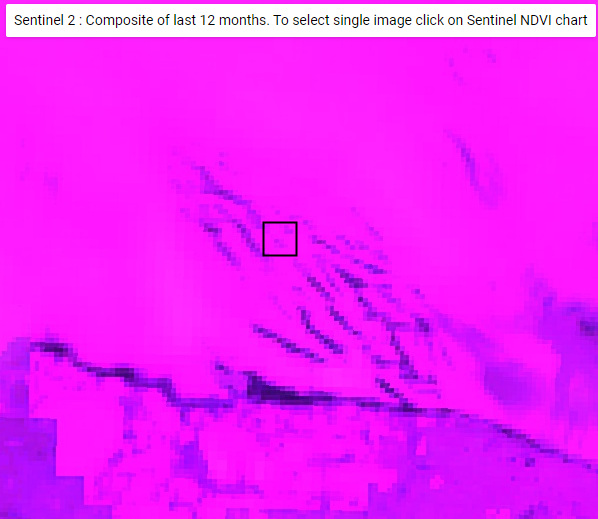 Sentinel 2 : Composite of last 12 months. To select single image click on Sentinel NDVI chart